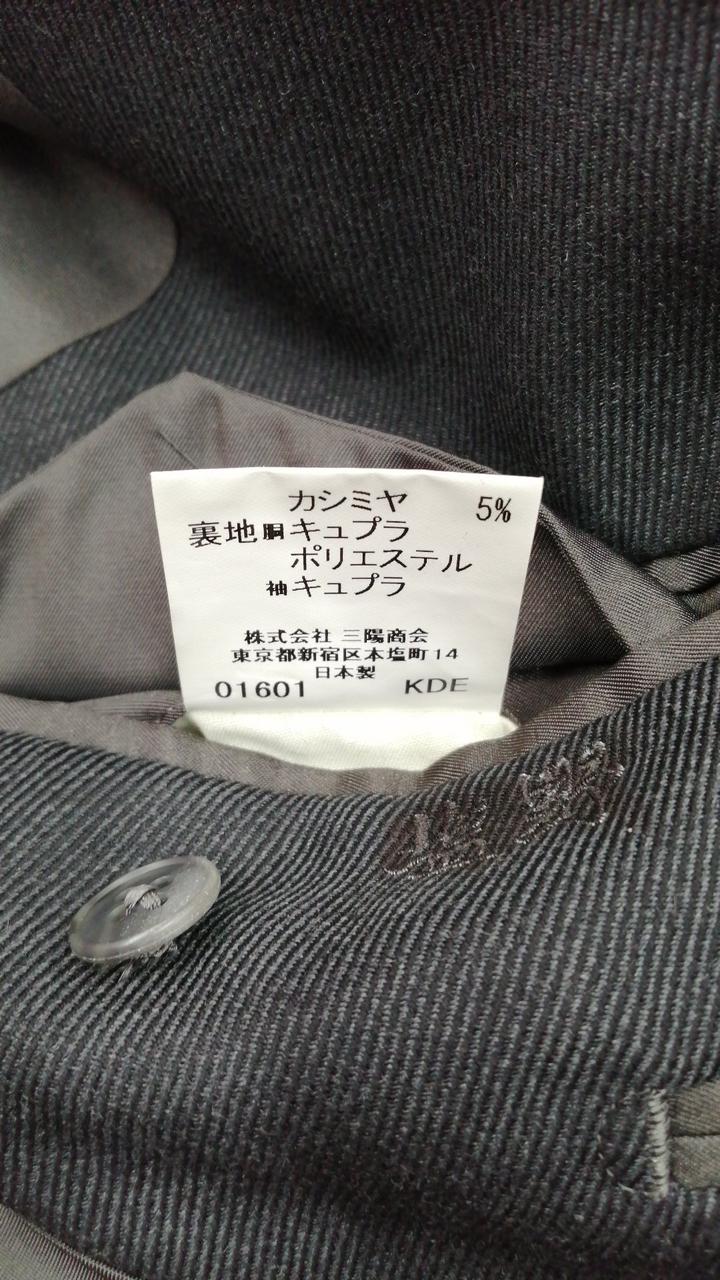 カシミヤ 5%
裏地 胴 キュプラ
ポリエステル
袖 キュプラ
株式会社 三陽商会
東京都新宿区本塩町14
日本製
01601 KDE